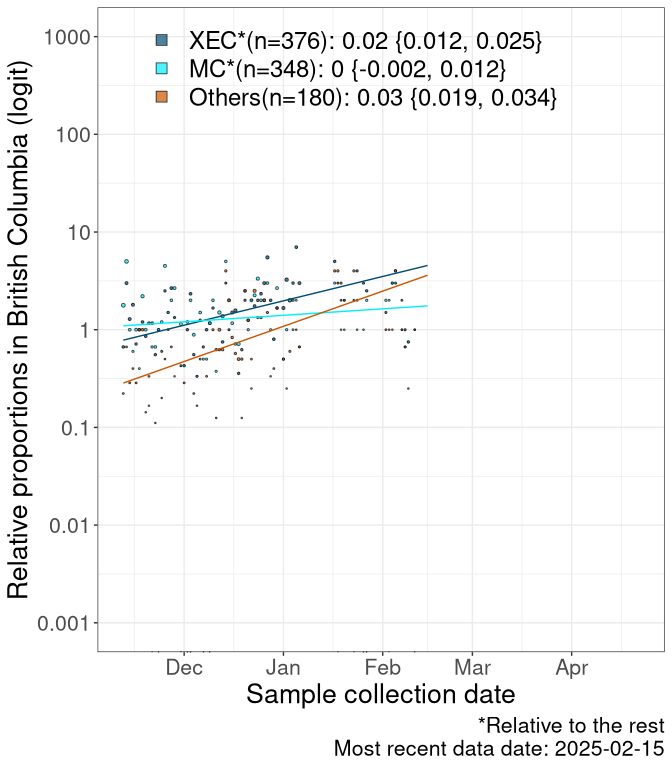 XEC*(n=376): 0.02 {0.012, 0.025}
MC*(n=348): 0 {-0.002, 0.012}
Others(n=180): 0.03 {0.019, 0.034}
Relative proportions in British Columbia (logit)
1000
100
10
1
0.1
0.01
0.001
Dec Jan Feb Mar Apr
Sample collection date
*Relative to the rest
Most recent data date: 2025-02-15